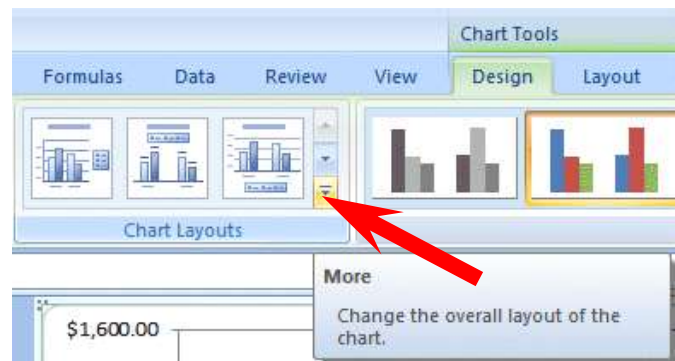 Chart Tools
Formulas Data Review View Design Layout
Chart Layouts
More
Change the overall layout of the
chart.
$1,600.00